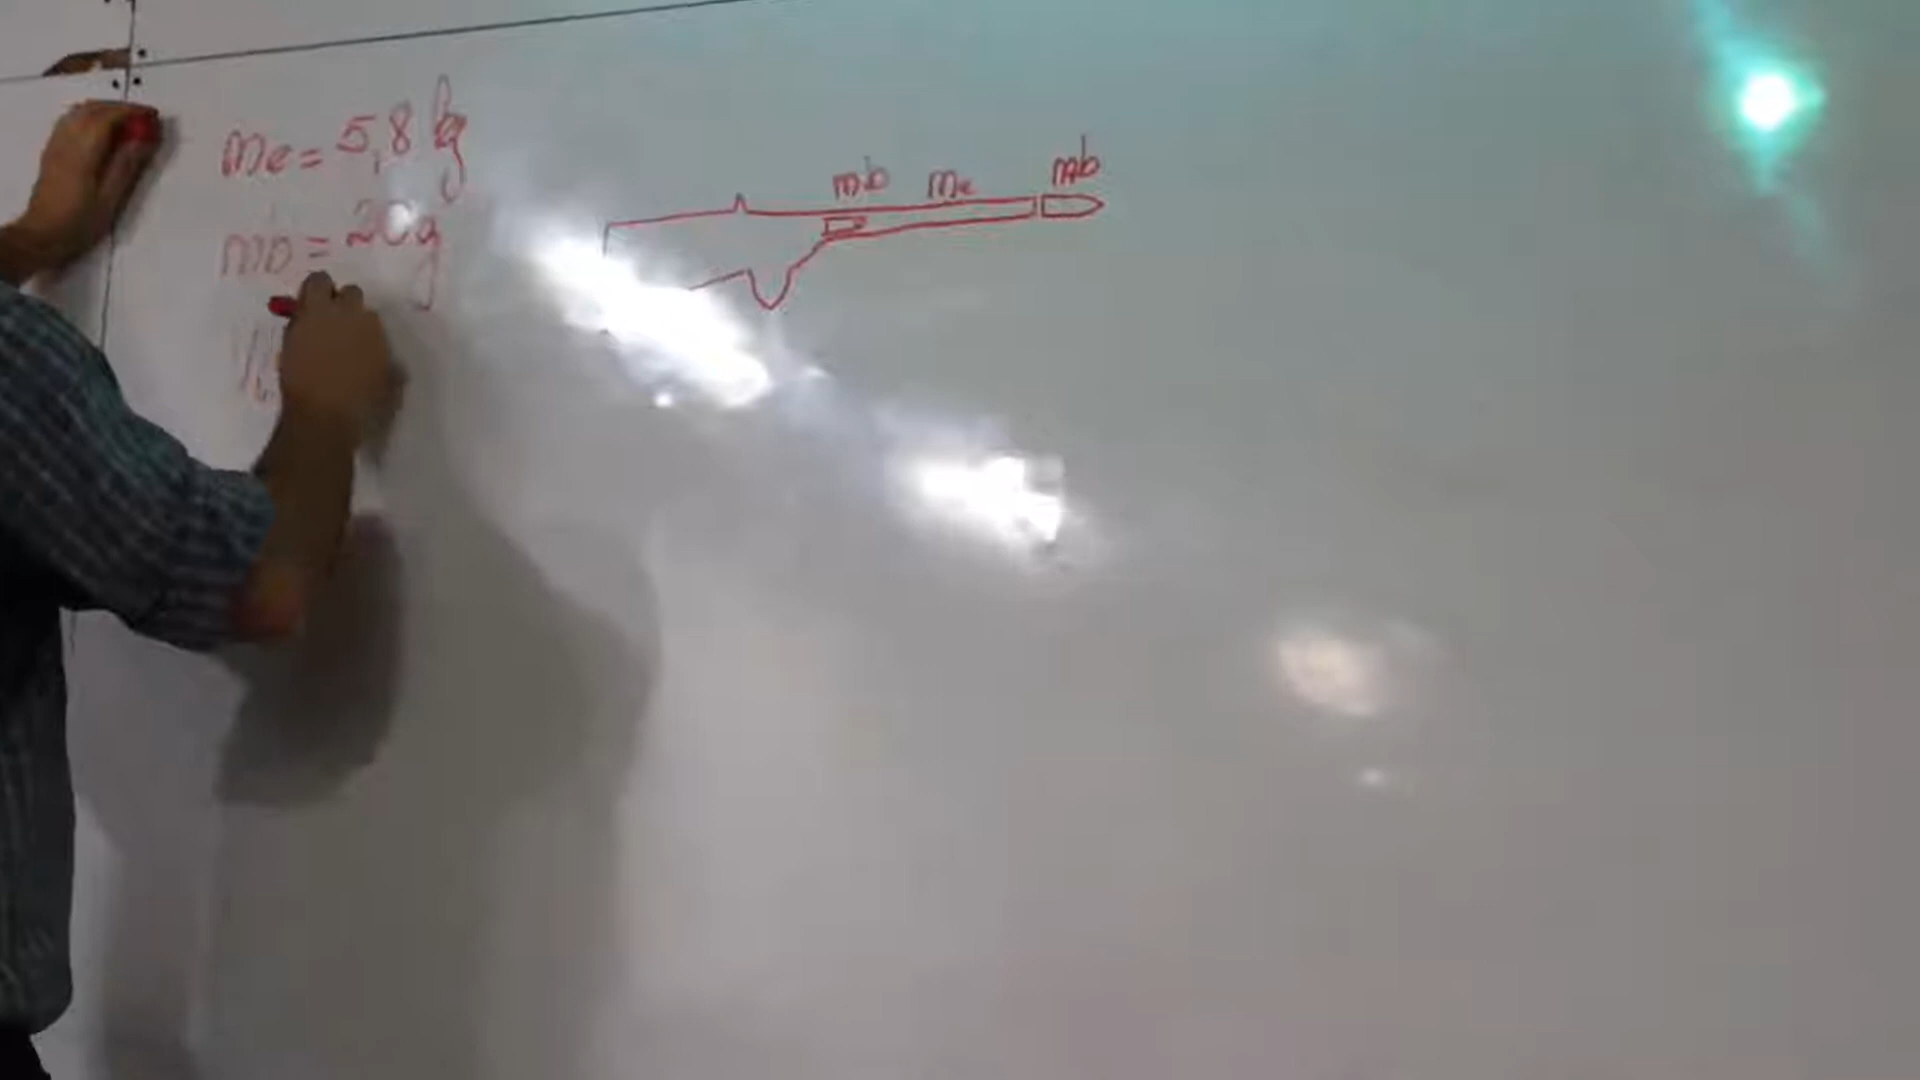 me = 5,8 kg
mb = 20g
mb me mb